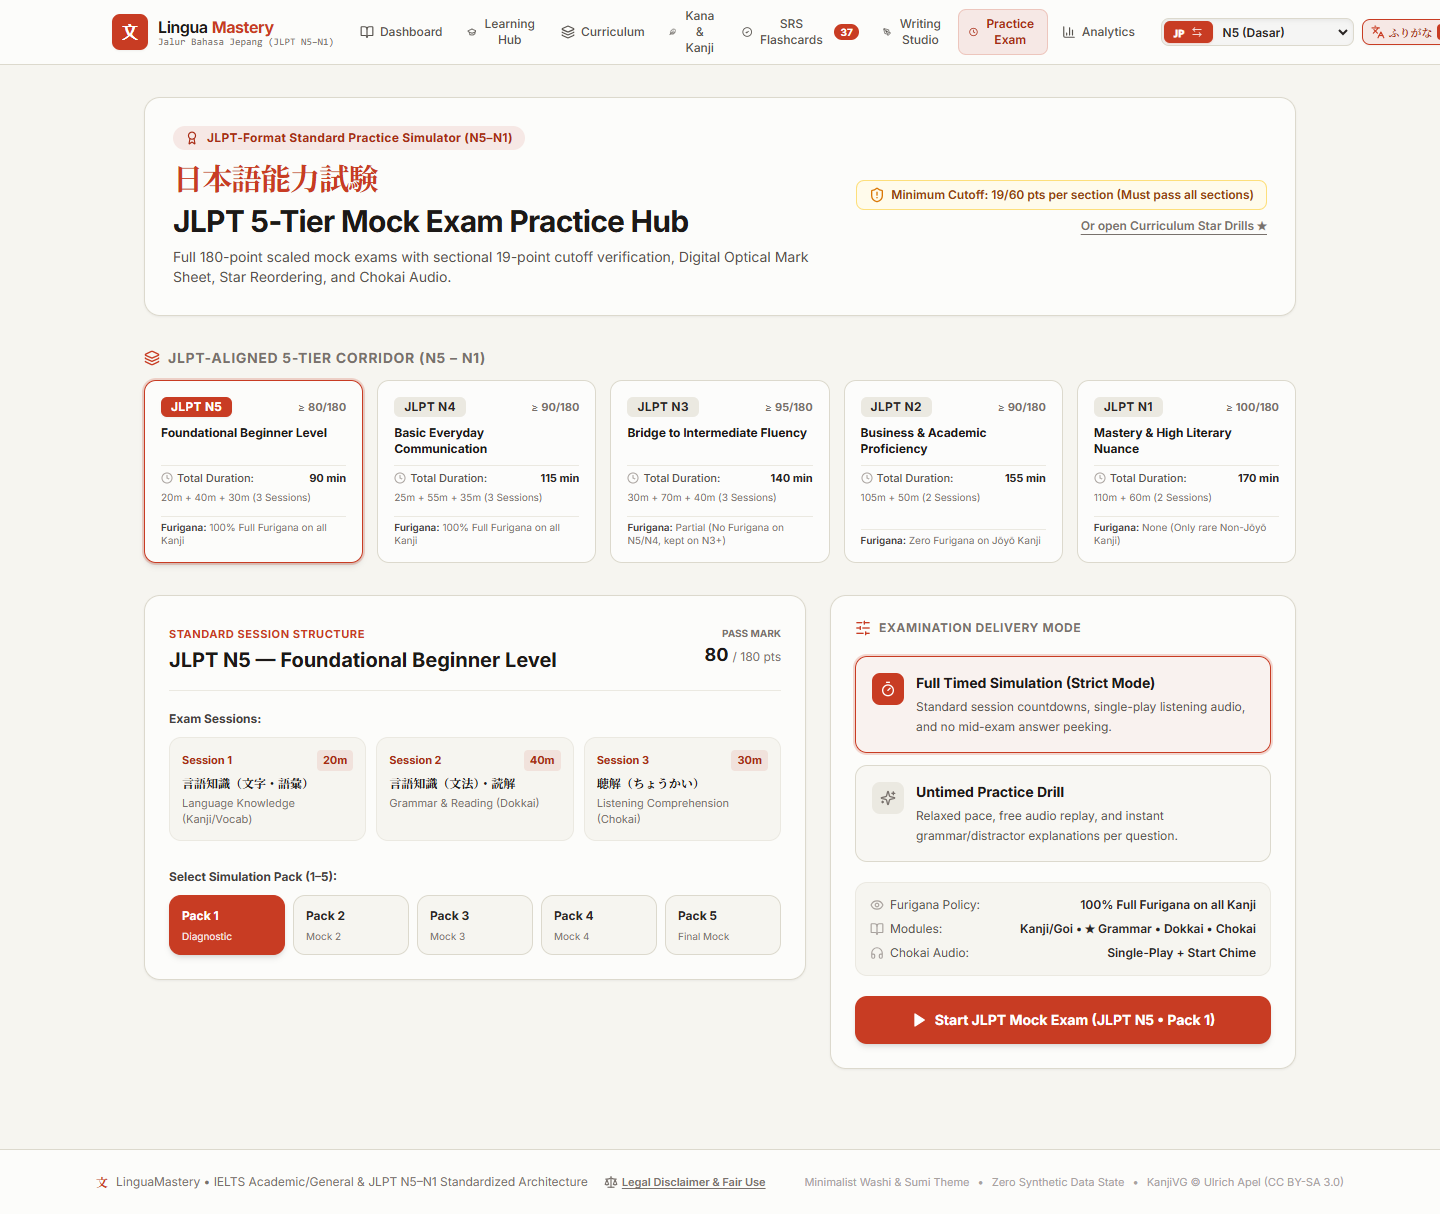 文 Lingua Mastery
Jalur Bahasa Jepang (JLPT N5–N1)
Dashboard
Learning
Hub
Curriculum
Kana
&
Kanji
SRS
Flashcards
37
Writing
Studio
Practice
Exam
Analytics
JP ⇆ N5 (Dasar)
ふりがな
JLPT-Format Standard Practice Simulator (N5–N1)
日本語能力試験
JLPT 5-Tier Mock Exam Practice Hub
Full 180-point scaled mock exams with sectional 19-point cutoff verification, Digital Optical Mark
Sheet, Star Reordering, and Chokai Audio.
Minimum Cutoff: 19/60 pts per section (Must pass all sections)
Or open Curriculum Star Drills ★
JLPT-ALIGNED 5-TIER CORRIDOR (N5 – N1)
JLPT N5 ≥ 80/180
Foundational Beginner Level
Total Duration: 90 min
20m + 40m + 30m (3 Sessions)
Furigana: 100% Full Furigana on all
Kanji
JLPT N4 ≥ 90/180
Basic Everyday
Communication
Total Duration: 115 min
25m + 55m + 35m (3 Sessions)
Furigana: 100% Full Furigana on all
Kanji
JLPT N3 ≥ 95/180
Bridge to Intermediate Fluency
Total Duration: 140 min
30m + 70m + 40m (3 Sessions)
Furigana: Partial (No Furigana on
N5/N4, kept on N3+)
JLPT N2 ≥ 90/180
Business & Academic
Proficiency
Total Duration: 155 min
105m + 50m (2 Sessions)
Furigana: Zero Furigana on Jōyō Kanji
JLPT N1 ≥ 100/180
Mastery & High Literary
Nuance
Total Duration: 170 min
110m + 60m (2 Sessions)
Furigana: None (Only rare Non-Jōyō
Kanji)
STANDARD SESSION STRUCTURE
JLPT N5 — Foundational Beginner Level
PASS MARK
80 / 180 pts
Exam Sessions:
Session 1 20m
言語知識（文字・語彙）
Language Knowledge
(Kanji/Vocab)
Session 2 40m
言語知識（文法）・読解
Grammar & Reading (Dokkai)
Session 3 30m
聴解（ちょうかい）
Listening Comprehension
(Chokai)
Select Simulation Pack (1–5):
Pack 1
Diagnostic
Pack 2
Mock 2
Pack 3
Mock 3
Pack 4
Mock 4
Pack 5
Final Mock
EXAMINATION DELIVERY MODE
Full Timed Simulation (Strict Mode)
Standard session countdowns, single-play listening audio,
and no mid-exam answer peeking.
Untimed Practice Drill
Relaxed pace, free audio replay, and instant
grammar/distractor explanations per question.
Furigana Policy: 100% Full Furigana on all Kanji
Modules: Kanji/Goi • ★ Grammar • Dokkai • Chokai
Chokai Audio: Single-Play + Start Chime
Start JLPT Mock Exam (JLPT N5 • Pack 1)
文 LinguaMastery • IELTS Academic/General & JLPT N5–N1 Standardized Architecture
Legal Disclaimer & Fair Use
Minimalist Washi & Sumi Theme • Zero Synthetic Data State • KanjiVG © Ulrich Apel (CC BY-SA 3.0)